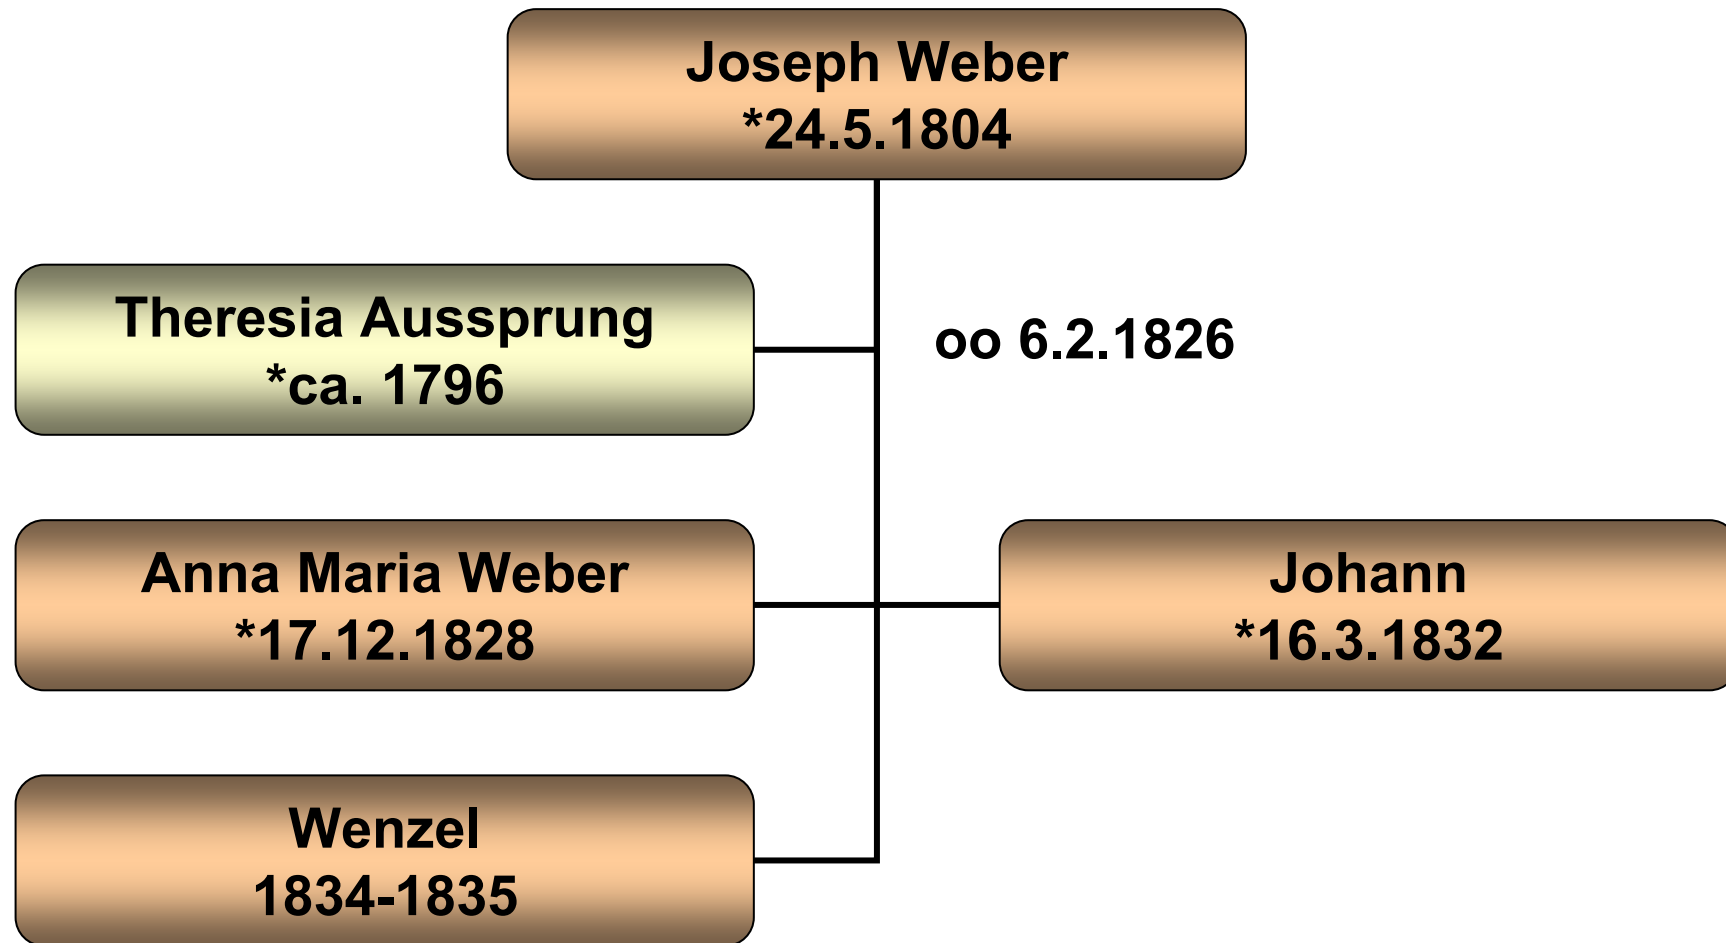 Joseph Weber
*24.5.1804
Theresia Aussprung
*ca. 1796
oo 6.2.1826
Anna Maria Weber
*17.12.1828
Johann
*16.3.1832
Wenzel
1834-1835